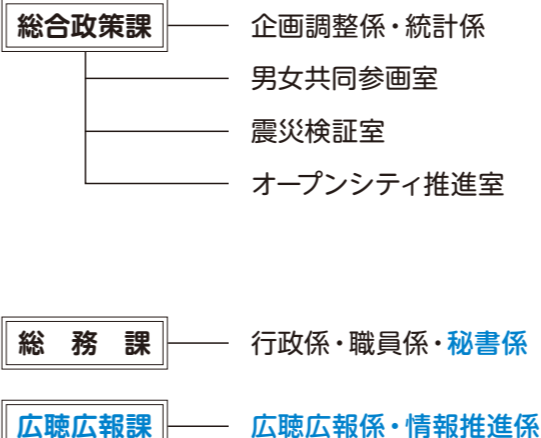 総合政策課 企画調整係・統計係
男女共同参画室
震災検証室
オープンシティ推進室
総務課 行政係・職員係・秘書係
広聴広報課 広聴広報係・情報推進係